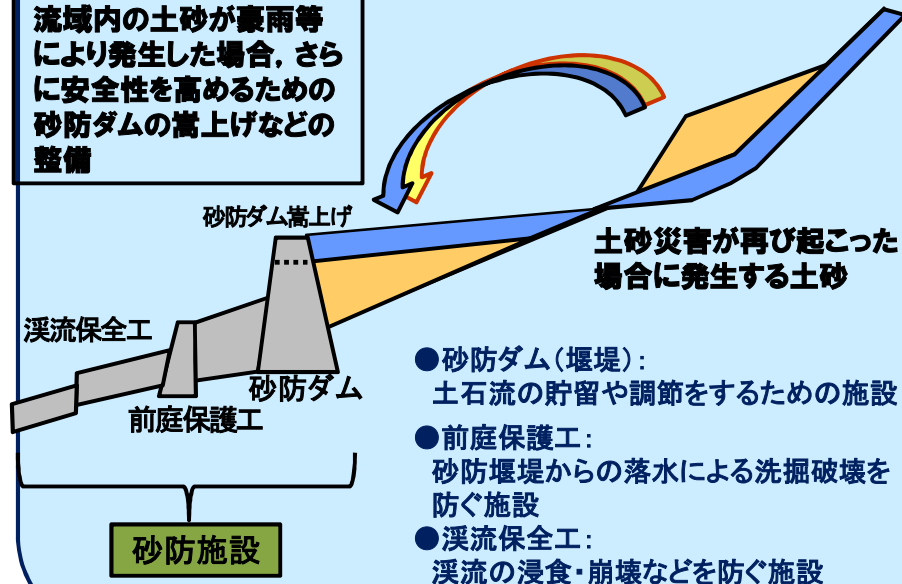 流域内の土砂が豪雨等
により発生した場合，さら
に安全性を高めるための
砂防ダムの嵩上げなどの
整備
砂防ダム嵩上げ
土砂災害が再び起こった
場合に発生する土砂
渓流保全工
砂防ダム
前庭保護工
砂防施設
●砂防ダム（堰堤）：
土石流の貯留や調節をするための施設
●前庭保護工：
砂防堰堤からの落水による洗掘破壊を
防ぐ施設
●渓流保全工：
渓流の浸食・崩壊などを防ぐ施設